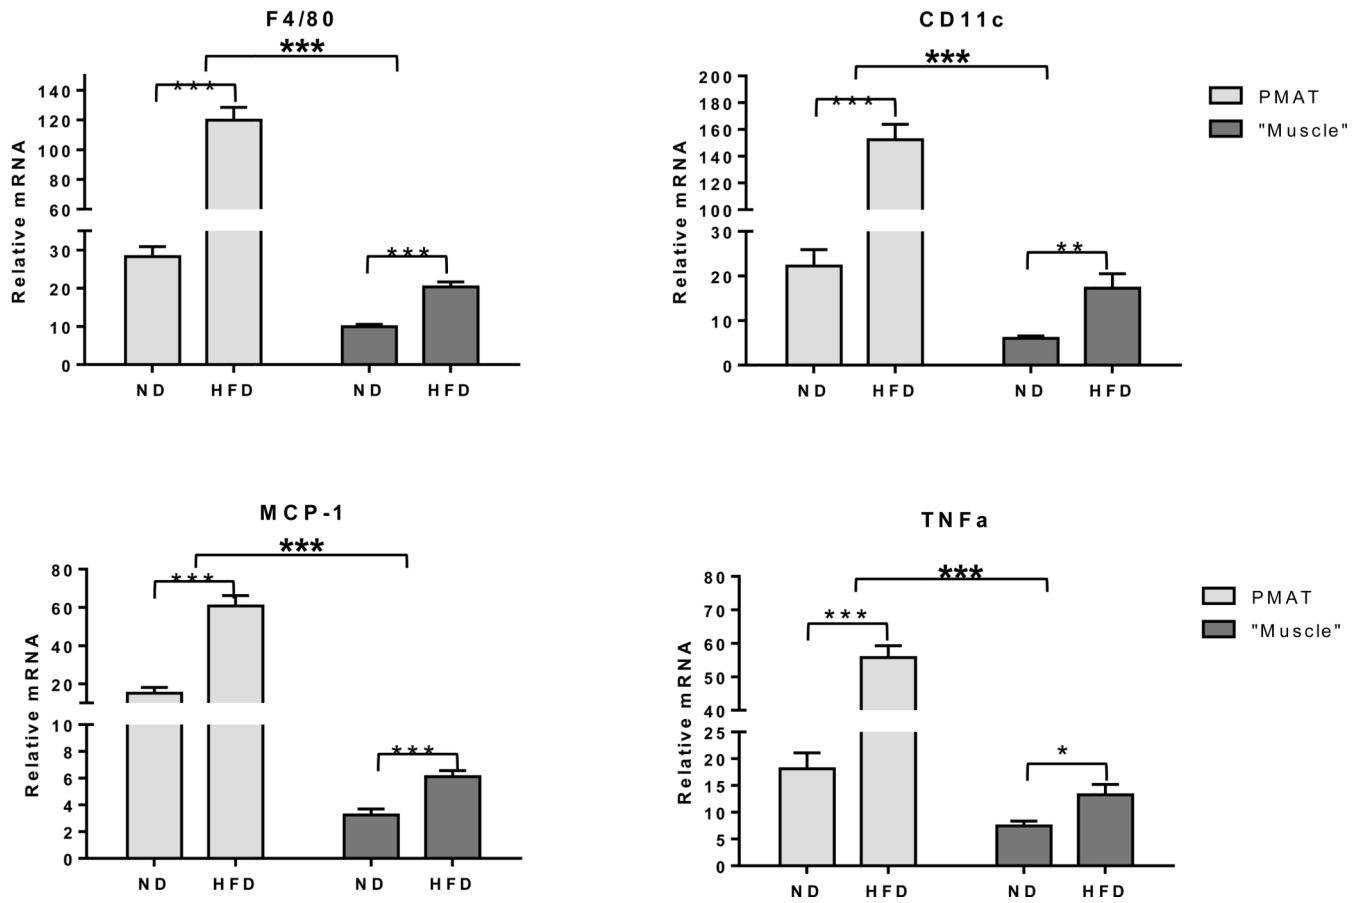 F4/80
***
***
***
Relative mRNA
140
120
100
80
60
30
20
10
0
ND
HFD
ND
HFD
CD11c
***
***
**
Relative mRNA
200
180
160
140
120
100
30
20
10
0
ND
HFD
ND
HFD
PMAT
"Muscle"
MCP-1
***
***
***
Relative mRNA
80
60
40
20
10
8
6
4
2
0
ND
HFD
ND
HFD
TNFa
***
***
*
Relative mRNA
80
70
60
50
40
25
20
15
10
5
0
ND
HFD
ND
HFD
PMAT
"Muscle"